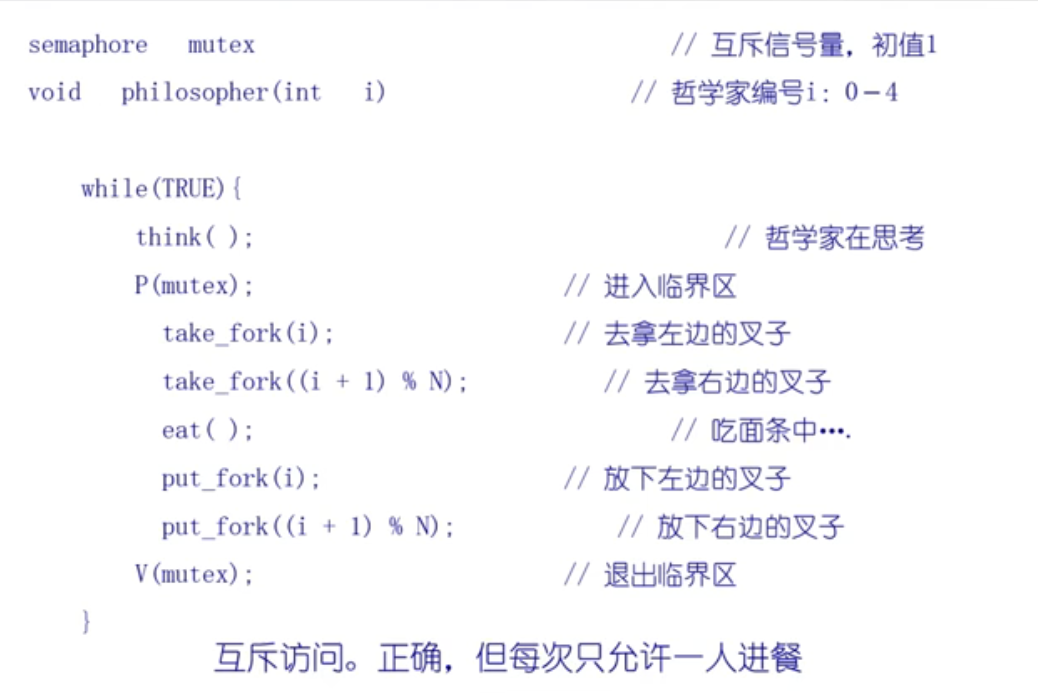 semaphore mutex // 互斥信号量，初值1
void philosopher(int i) // 哲学家编号i：0－4
while(TRUE){
think( ); // 哲学家在思考
P(mutex); // 进入临界区
take_fork(i); // 去拿左边的叉子
take_fork((i + 1) % N); // 去拿右边的叉子
eat( ); // 吃面条中….
put_fork(i); // 放下左边的叉子
put_fork((i + 1) % N); // 放下右边的叉子
V(mutex); // 退出临界区
}
互斥访问。正确，但每次只允许一人进餐